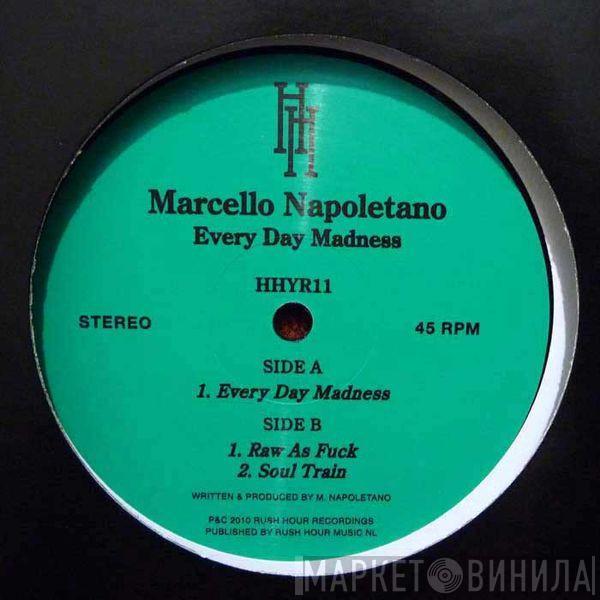 HHH
Marcello Napoletano
Every Day Madness
HHYR11
STEREO
45 RPM
SIDE A
1. Every Day Madness
SIDE B
1. Raw As Fuck
2. Soul Train
WRITTEN & PRODUCED BY M. NAPOLETANO
P&C 2010 RUSH HOUR RECORDINGS
PUBLISHED BY RUSH HOUR MUSIC NL
МАРКЕТ ВИНИЛА